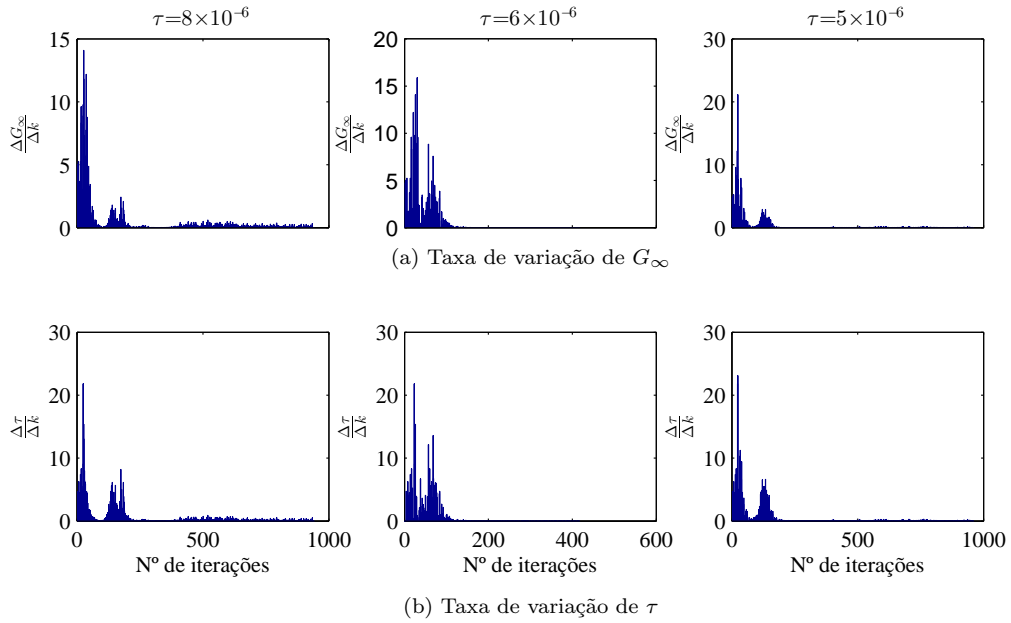 τ=8×10⁻⁶ τ=6×10⁻⁶ τ=5×10⁻⁶
15 20 30
10 15 20
5 10 10
0 5 0
0
ΔG∞/Δk ΔG∞/Δk ΔG∞/Δk
(a) Taxa de variação de G∞
30 30 30
20 20 20
10 10 10
0 0 0
Δτ/Δk Δτ/Δk Δτ/Δk
0 500 1000 0 200 400 600 0 500 1000
Nº de iterações Nº de iterações Nº de iterações
(b) Taxa de variação de τ